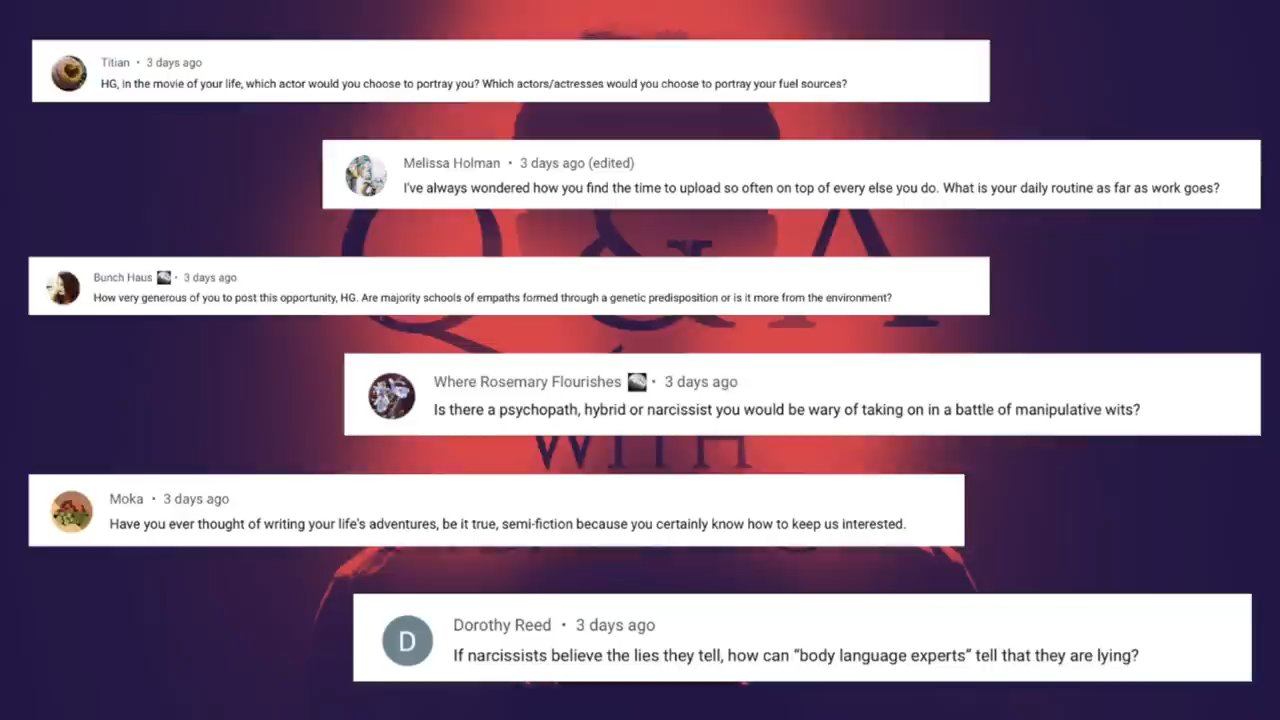 Titian • 3 days ago
HG, in the movie of your life, which actor would you choose to portray you? Which actors/actresses would you choose to portray your fuel sources?
Melissa Holman • 3 days ago (edited)
I've always wondered how you find the time to upload so often on top of every else you do. What is your daily routine as far as work goes?
Q & A
Bunch Haus • 3 days ago
How very generous of you to post this opportunity, HG. Are majority schools of empaths formed through a genetic predisposition or is it more from the environment?
Where Rosemary Flourishes • 3 days ago
Is there a psychopath, hybrid or narcissist you would be wary of taking on in a battle of manipulative wits?
WITH
Moka • 3 days ago
Have you ever thought of writing your life's adventures, be it true, semi-fiction because you certainly know how to keep us interested.
D
Dorothy Reed • 3 days ago
If narcissists believe the lies they tell, how can “body language experts” tell that they are lying?